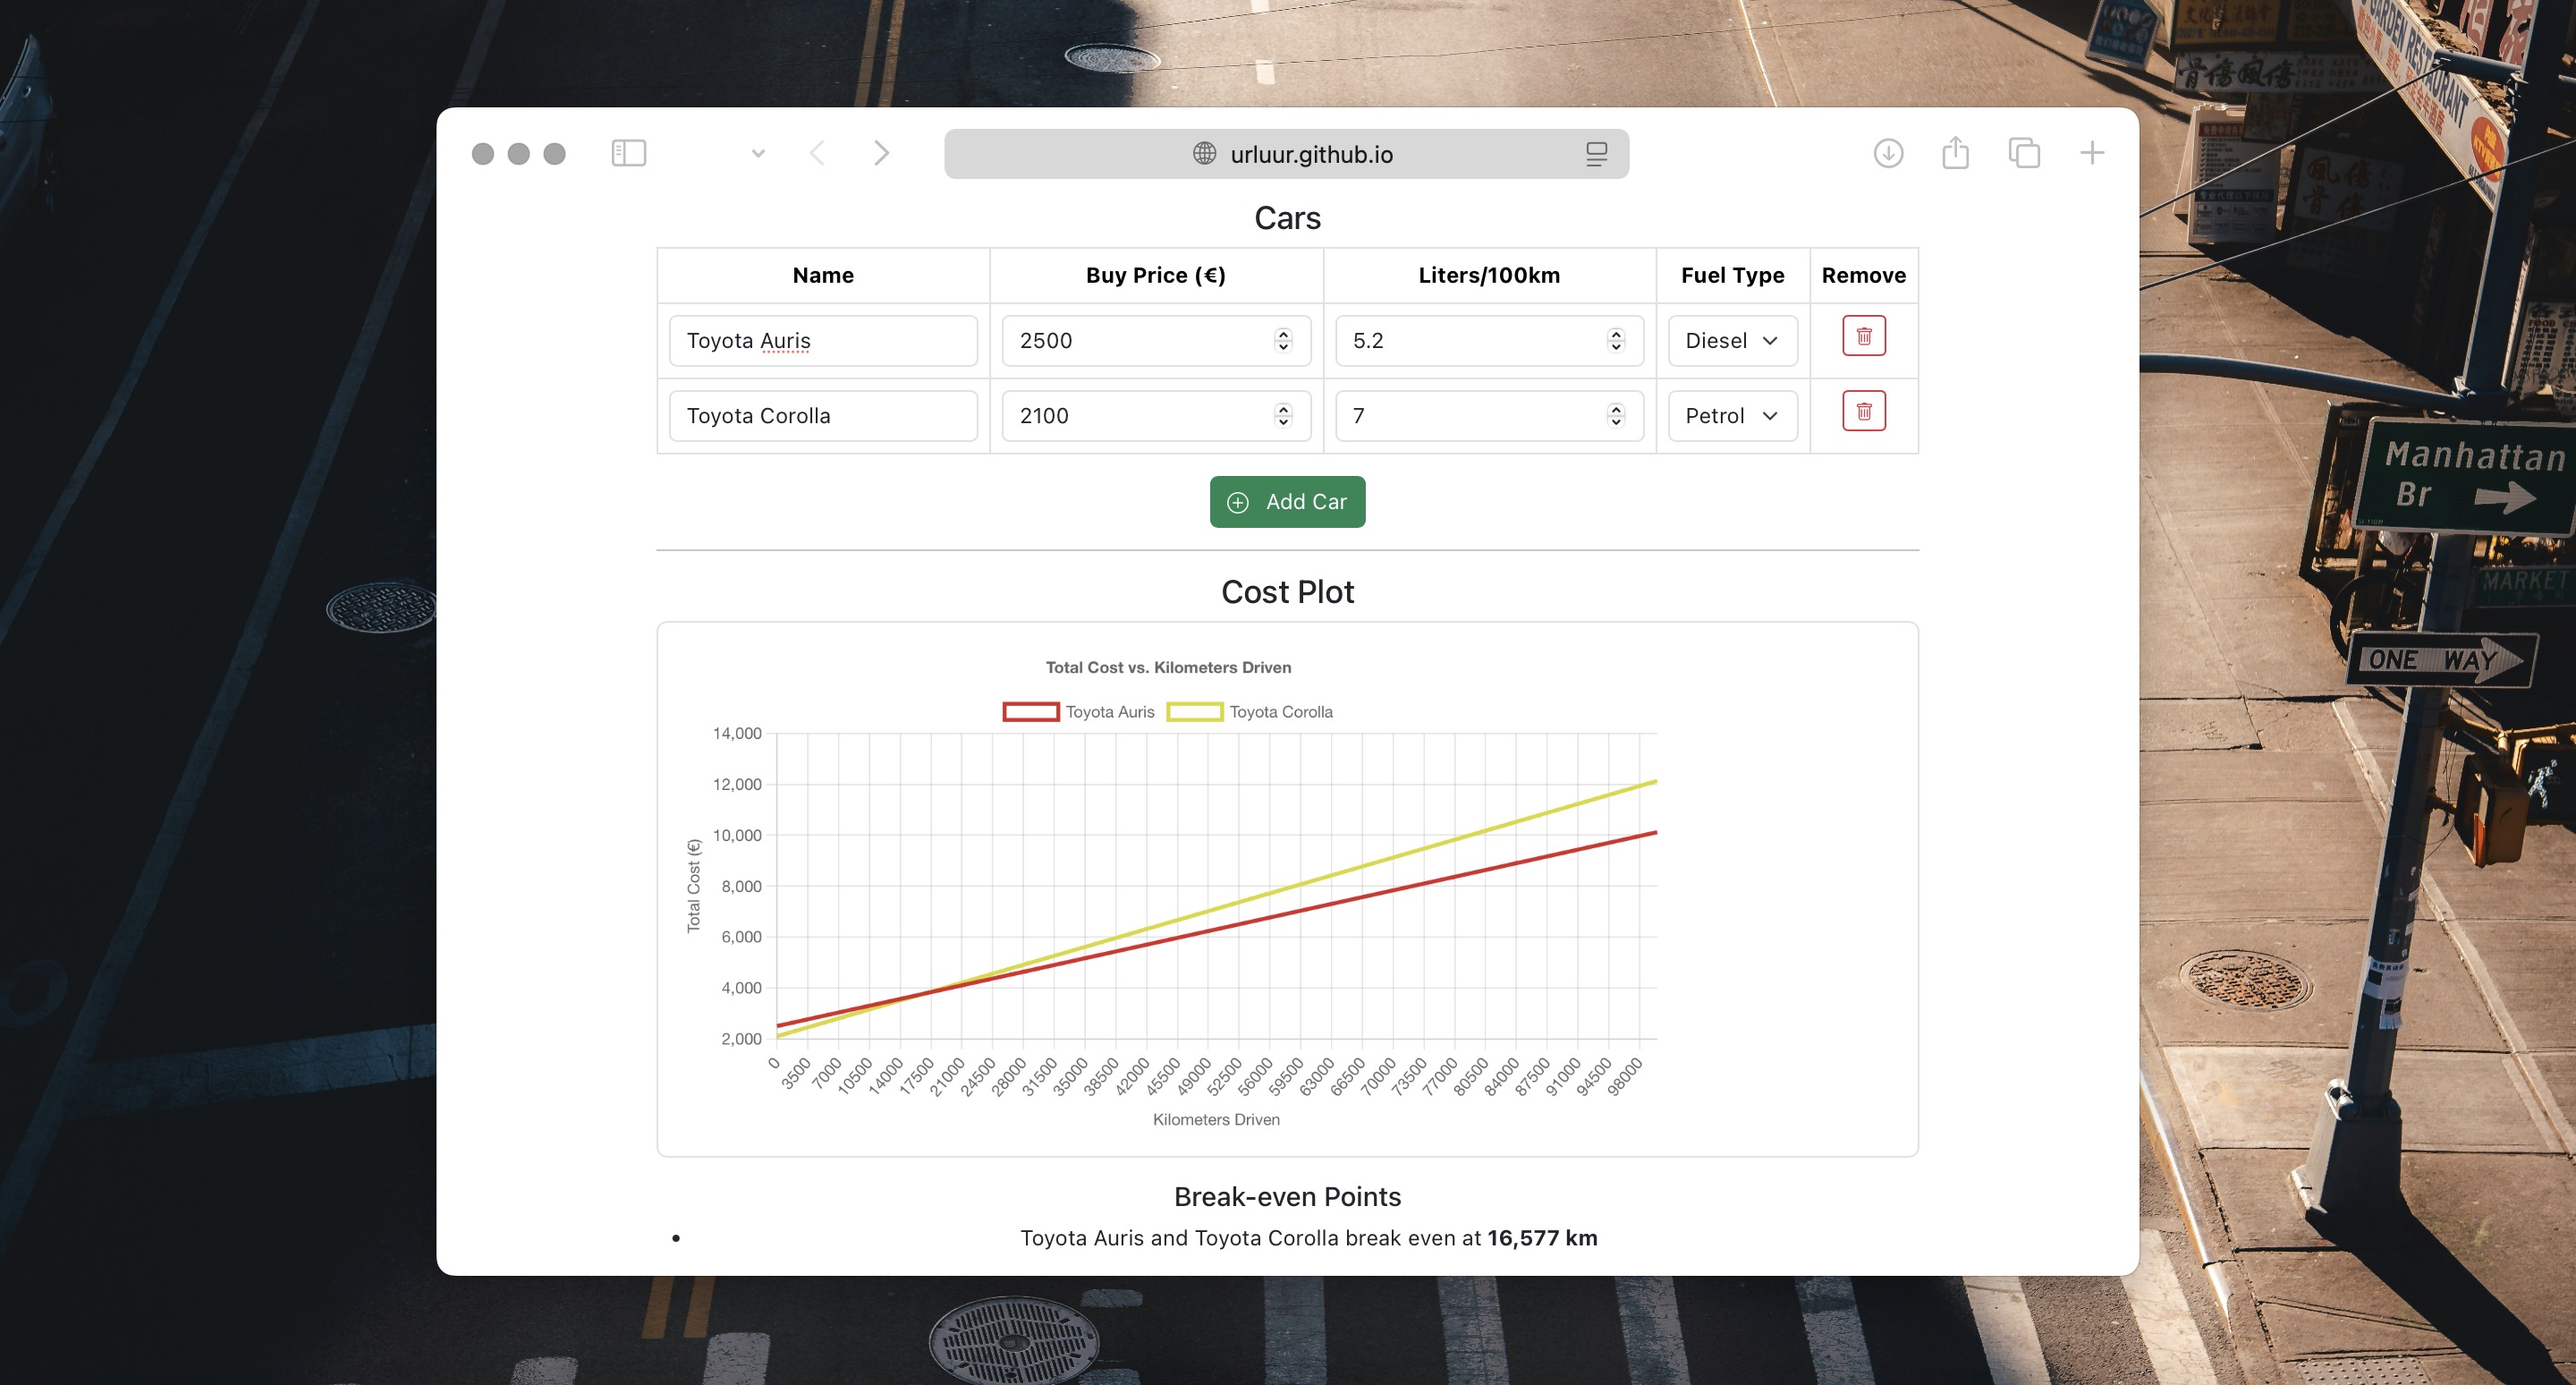 urluur.github.io
Cars
Name Buy Price (€) Liters/100km Fuel Type Remove
Toyota Auris 2500 5.2 Diesel
Toyota Corolla 2100 7 Petrol
Add Car
Cost Plot
Total Cost vs. Kilometers Driven
Toyota Auris Toyota Corolla
14,000
12,000
10,000
8,000
6,000
4,000
2,000
Total Cost (€)
0 3500 7000 10500 14000 17500 21000 24500 28000 31500 35000 38500 42000 45500 49000 52500 56000 59500 63000 66500 70000 73500 77000 80500 84000 87500 91000 94500 98000
Kilometers Driven
Break-even Points
• Toyota Auris and Toyota Corolla break even at 16,577 km
GARDEN RESTAURANT
Manhattan
Br
MARKET
ONE WAY